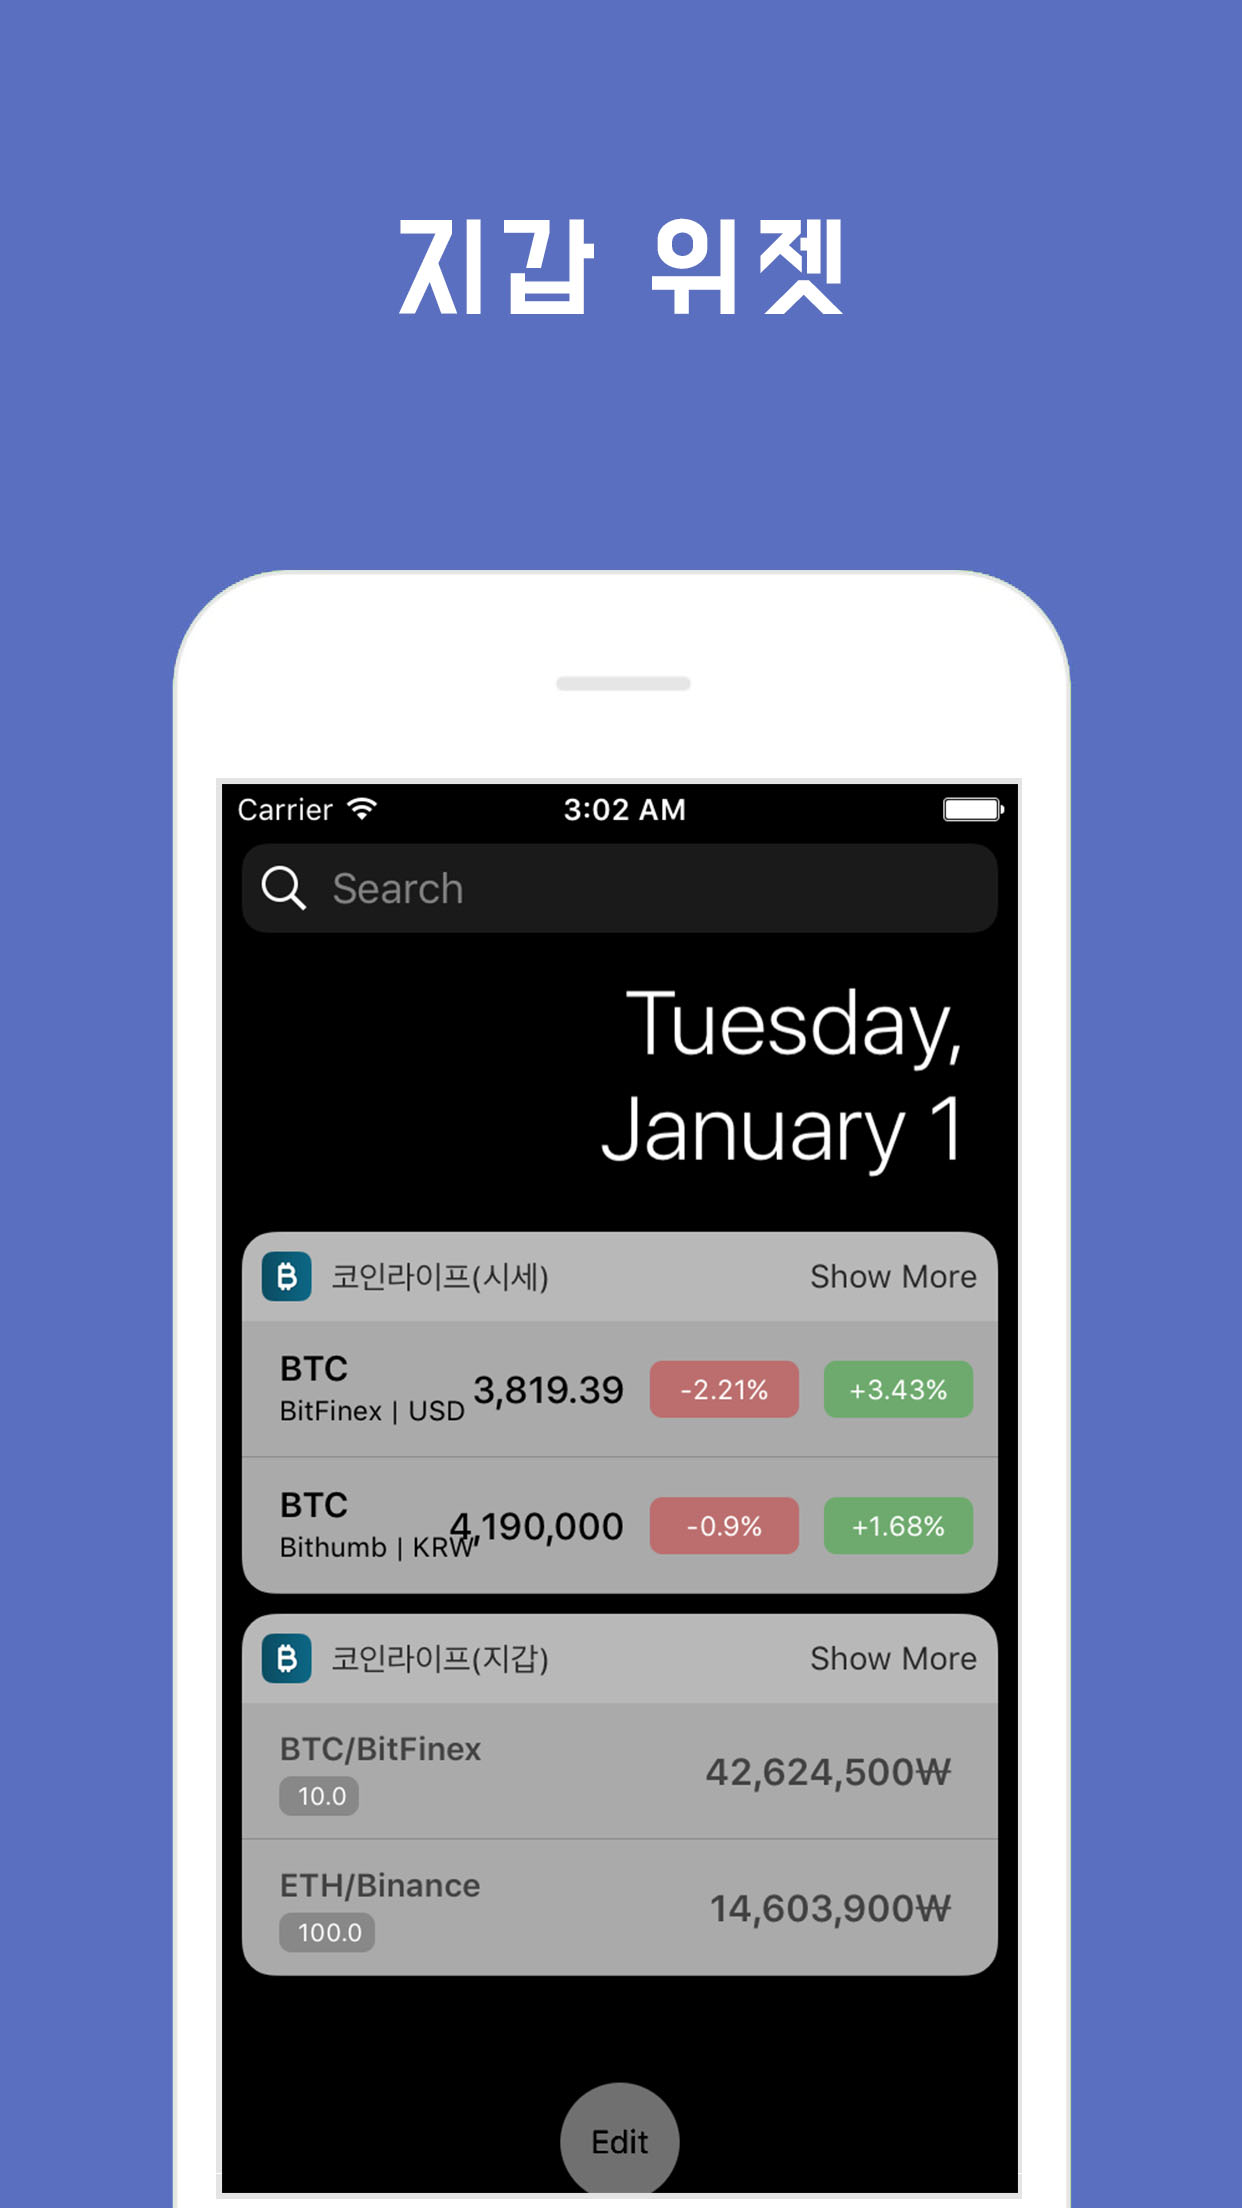 지갑 위젯
Carrier 3:02 AM
Search
Tuesday,
January 1
코인라이프(시세) Show More
BTC
BitFinex | USD 3,819.39 -2.21% +3.43%
BTC
Bithumb | KRW 4,190,000 -0.9% +1.68%
코인라이프(지갑) Show More
BTC/BitFinex
10.0 42,624,500₩
ETH/Binance
100.0 14,603,900₩
Edit